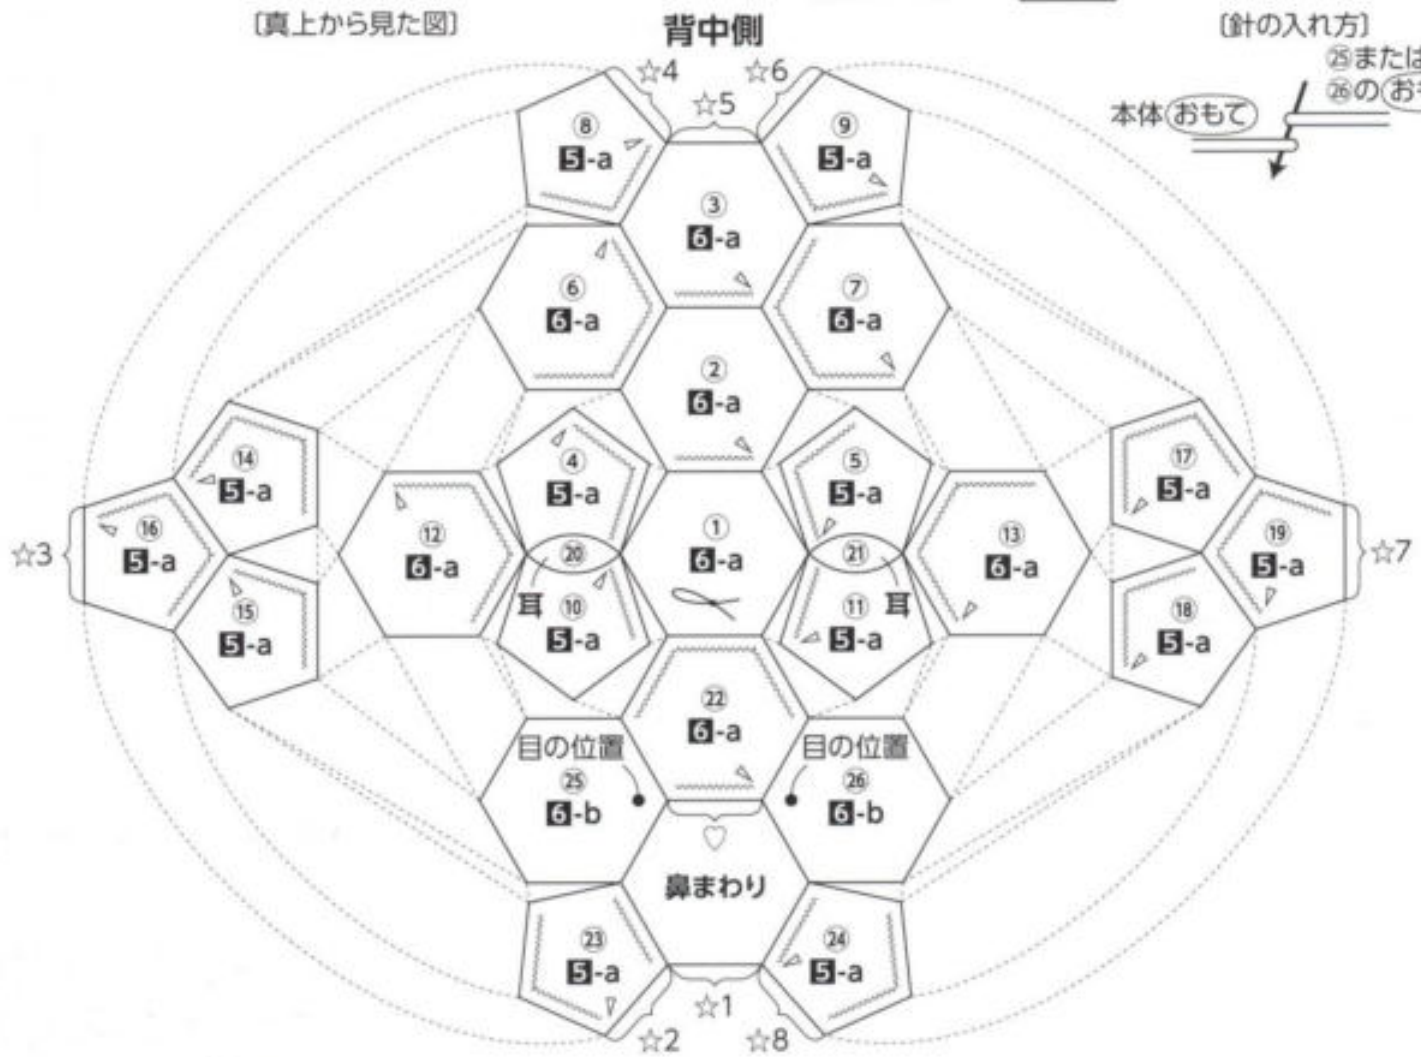 〔真上から見た図〕
背中側
〔針の入れ方〕
㉕または
㉖の
本体 おもて
☆4
☆6
☆5
⑧
5-a
⑨
5-a
③
6-a
⑥
6-a
⑦
6-a
②
6-a
⑭
5-a
④
5-a
⑤
5-a
⑰
5-a
☆3
⑯
5-a
⑫
6-a
⑳
①
6-a
㉑
⑬
6-a
⑲
5-a
☆7
耳
耳
⑮
5-a
⑩
5-a
⑪
5-a
⑱
5-a
㉒
6-a
目の位置
目の位置
㉕
6-b
㉖
6-b
♡
鼻まわり
㉓
5-a
㉔
5-a
☆1
☆2
☆8